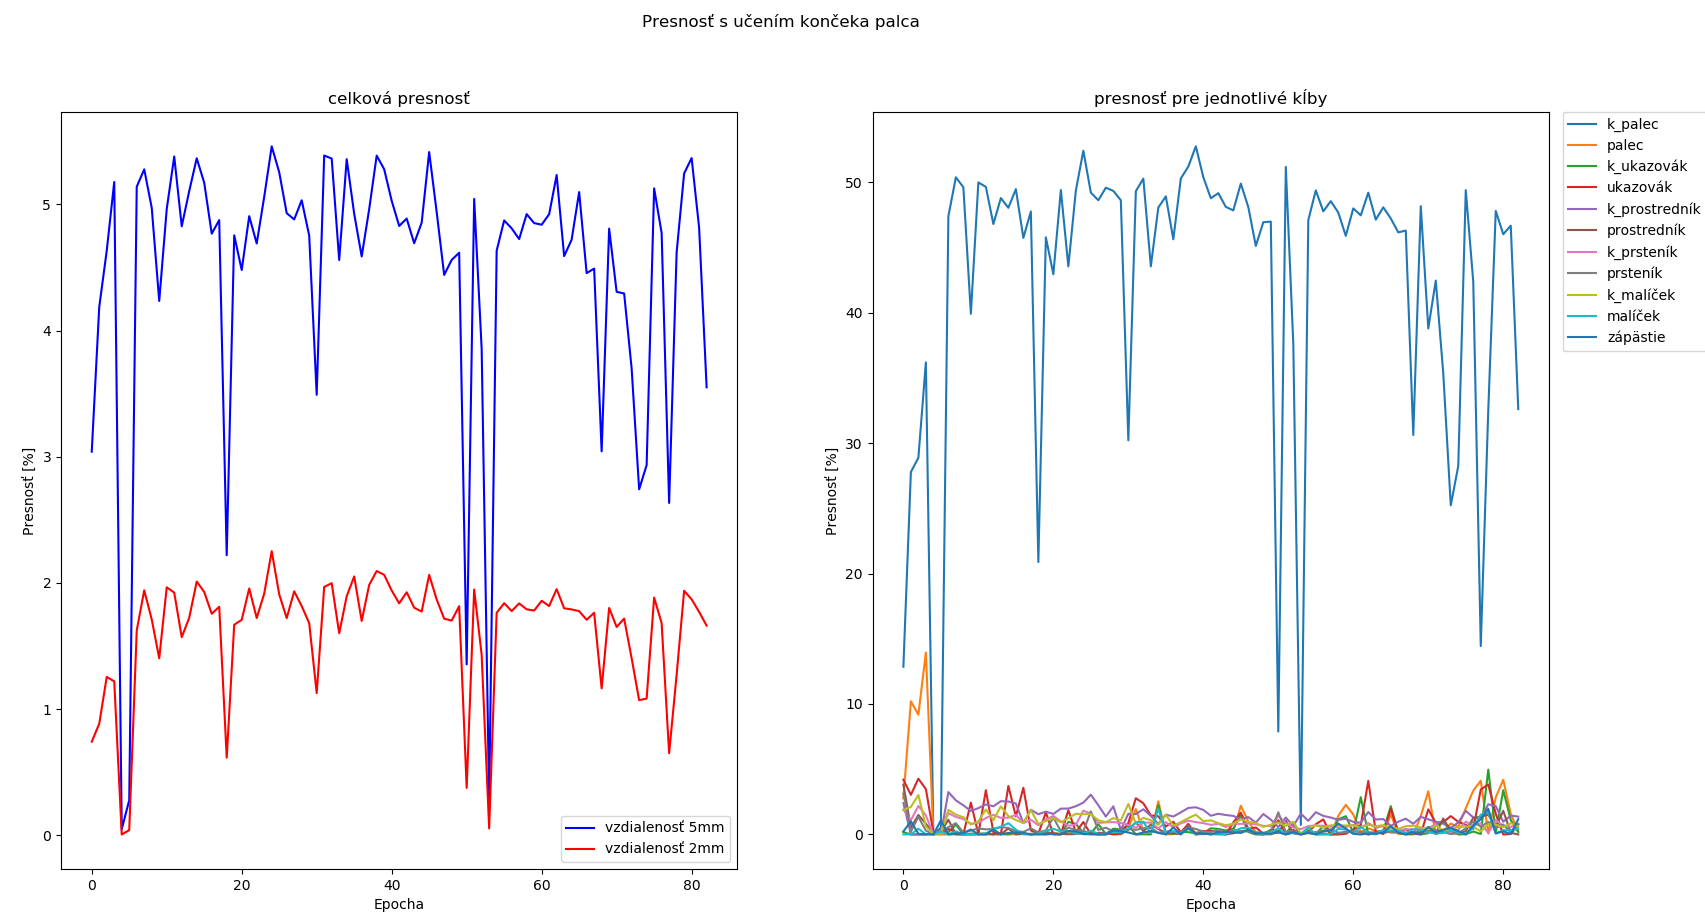 Presnosť s učením končeka palca
celková presnosť
Presnosť [%]
5
4
3
2
1
0
0 20 40 60 80
Epocha
vzdialenosť 5mm
vzdialenosť 2mm
presnosť pre jednotlivé kĺby
Presnosť [%]
50
40
30
20
10
0
0 20 40 60 80
Epocha
k_palec
palec
k_ukazovák
ukazovák
k_prostredník
prostredník
k_prsteník
prsteník
k_malíček
malíček
zápästie